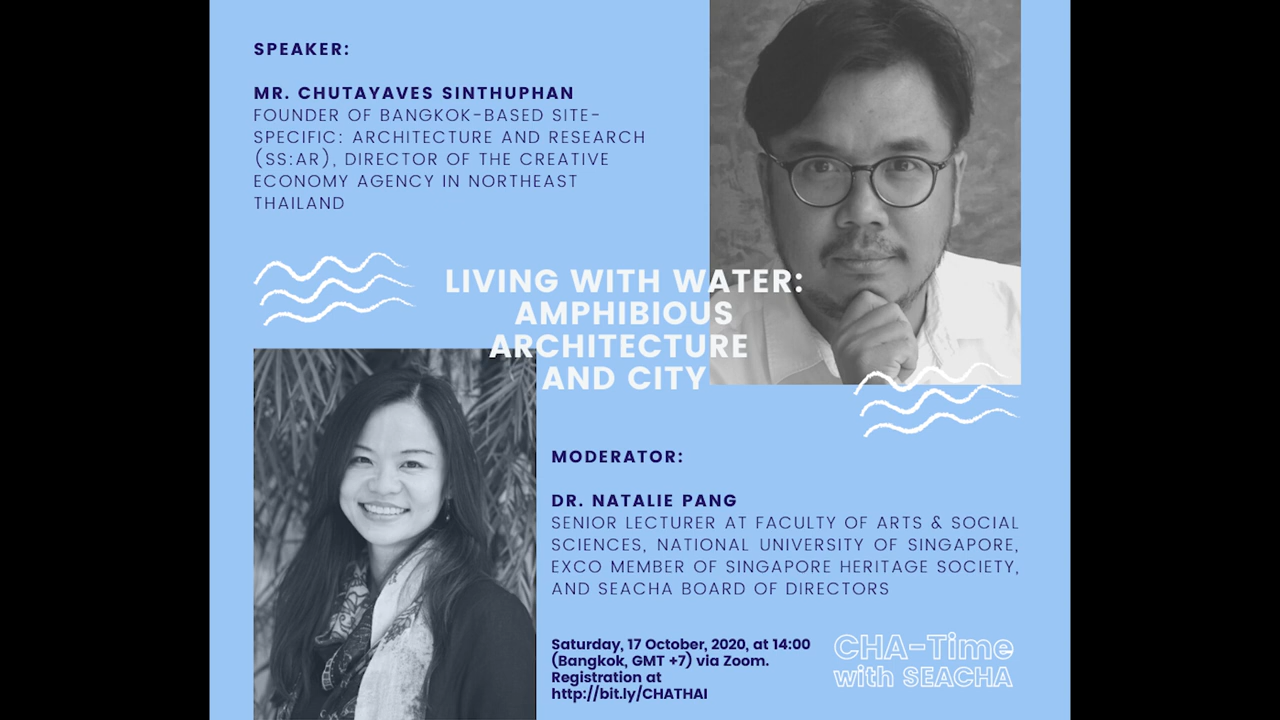 SPEAKER:
MR. CHUTAYAVES SINTHUPHAN
FOUNDER OF BANGKOK-BASED SITE-
SPECIFIC: ARCHITECTURE AND RESEARCH
(SS:AR), DIRECTOR OF THE CREATIVE
ECONOMY AGENCY IN NORTHEAST
THAILAND
LIVING WITH WATER:
AMPHIBIOUS
ARCHITECTURE
AND CITY
MODERATOR:
DR. NATALIE PANG
SENIOR LECTURER AT FACULTY OF ARTS & SOCIAL
SCIENCES, NATIONAL UNIVERSITY OF SINGAPORE,
EXCO MEMBER OF SINGAPORE HERITAGE SOCIETY,
AND SEACHA BOARD OF DIRECTORS
Saturday, 17 October, 2020, at 14:00
(Bangkok, GMT +7) via Zoom.
Registration at
http://bit.ly/CHATHAI
CHA-Time
with SEACHA